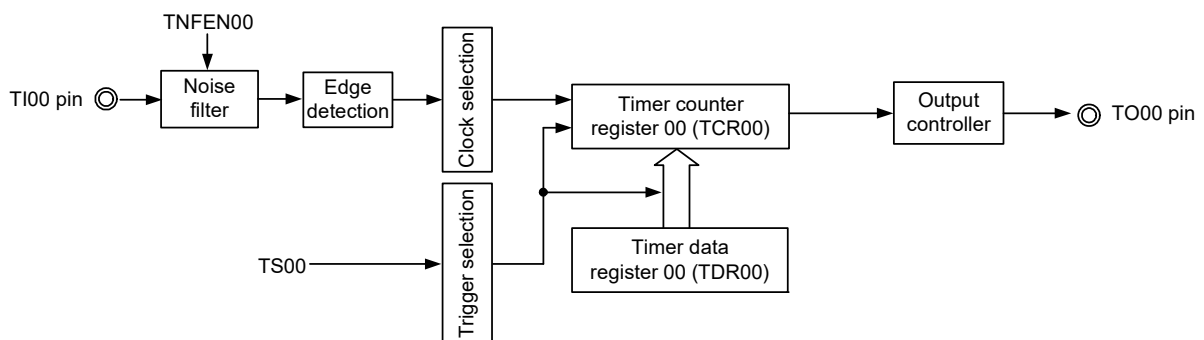 TNFEN00
TI00 pin
Noise
filter
Edge
detection
Clock selection
Timer counter
register 00 (TCR00)
Output
controller
TO00 pin
TS00
Trigger selection
Timer data
register 00 (TDR00)